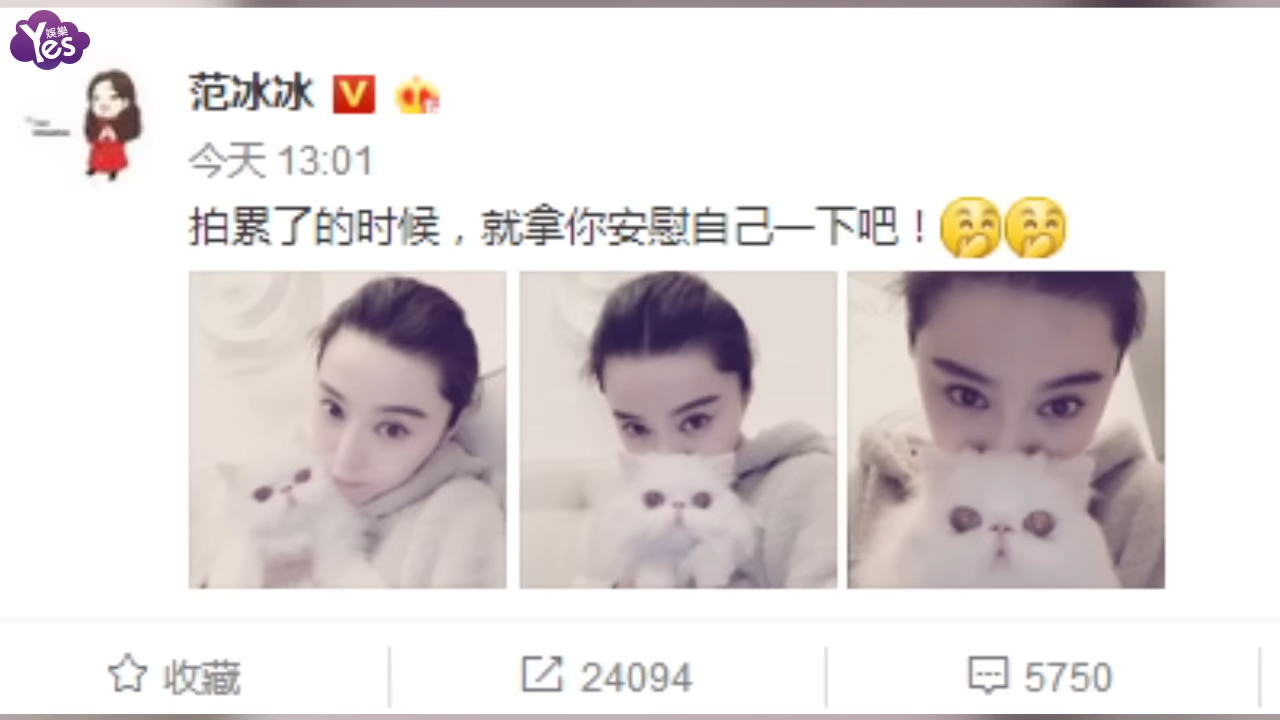 Yes 娛樂
范冰冰 V
今天 13:01
拍累了的时候，就拿你安慰自己一下吧！
收藏 24094 5750